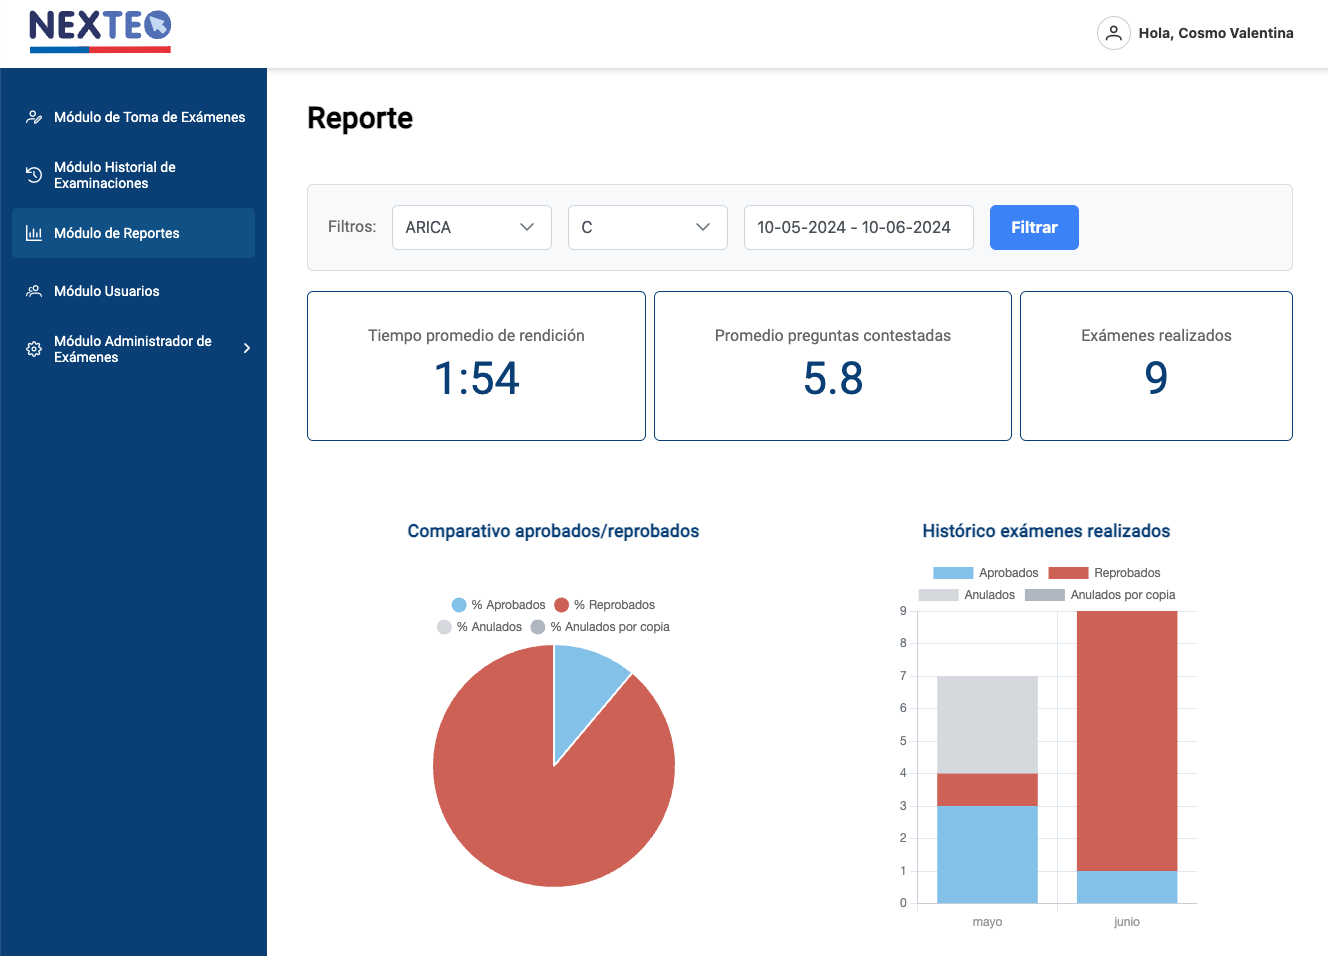 NEXTEO
Hola, Cosmo Valentina
Módulo de Toma de Exámenes
Módulo Historial de
Examinaciones
Módulo de Reportes
Módulo Usuarios
Módulo Administrador de
Exámenes
Reporte
Filtros:
ARICA
C
10-05-2024 - 10-06-2024
Filtrar
Tiempo promedio de rendición
1:54
Promedio preguntas contestadas
5.8
Exámenes realizados
9
Comparativo aprobados/reprobados
% Aprobados
% Reprobados
% Anulados
% Anulados por copia
Histórico exámenes realizados
Aprobados
Reprobados
Anulados
Anulados por copia
9
8
7
6
5
4
3
2
1
0
mayo
junio